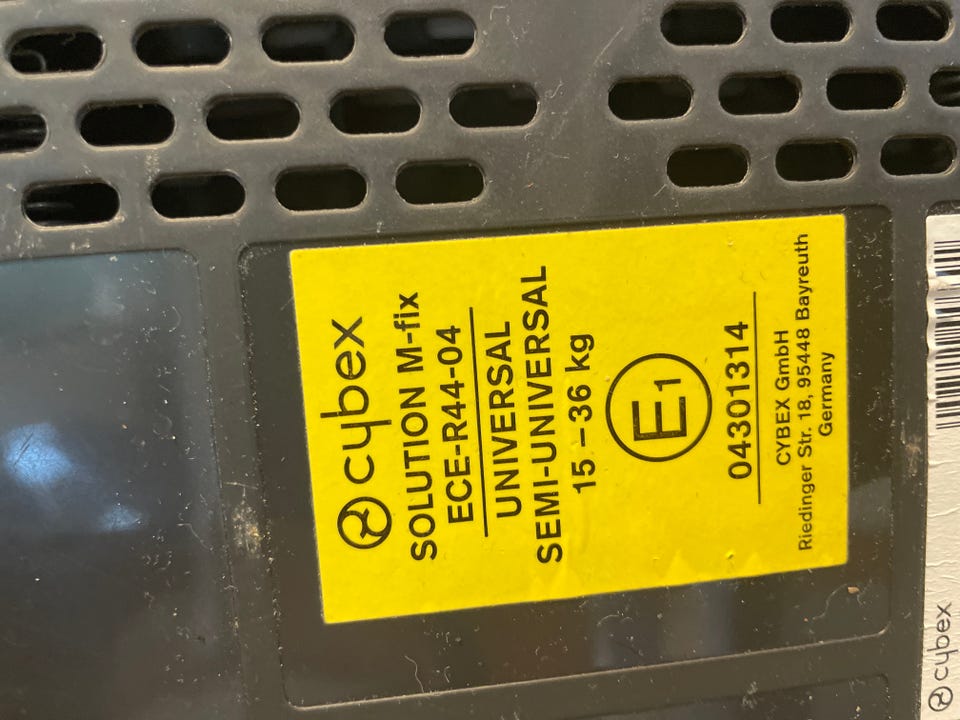 cybex
SOLUTION M-fix
ECE-R44-04
UNIVERSAL
SEMI-UNIVERSAL
15 – 36 kg
E1
04301314
CYBEX GmbH
Riedinger Str. 18, 95448 Bayreuth
Germany
cybex